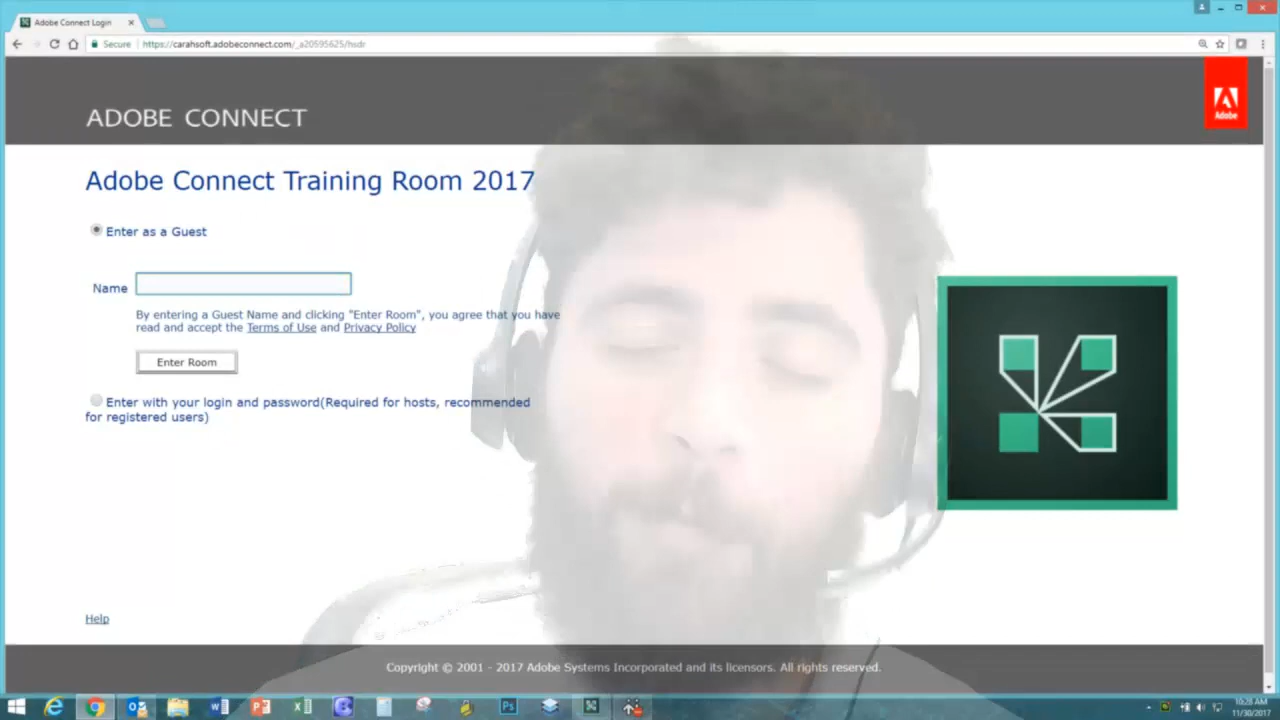 Adobe Connect Login
Secure
https://carahsoft.adobeconnect.com/_a20595625/hsdr
ADOBE CONNECT
Adobe
Adobe Connect Training Room 2017
Enter as a Guest
Name
By entering a Guest Name and clicking "Enter Room", you agree that you have
read and accept the Terms of Use and Privacy Policy
Enter Room
Enter with your login and password(Required for hosts, recommended
for registered users)
Help
Copyright © 2001 - 2017 Adobe Systems Incorporated and its licensors. All rights reserved.
Ps
10:28 AM
11/30/2017